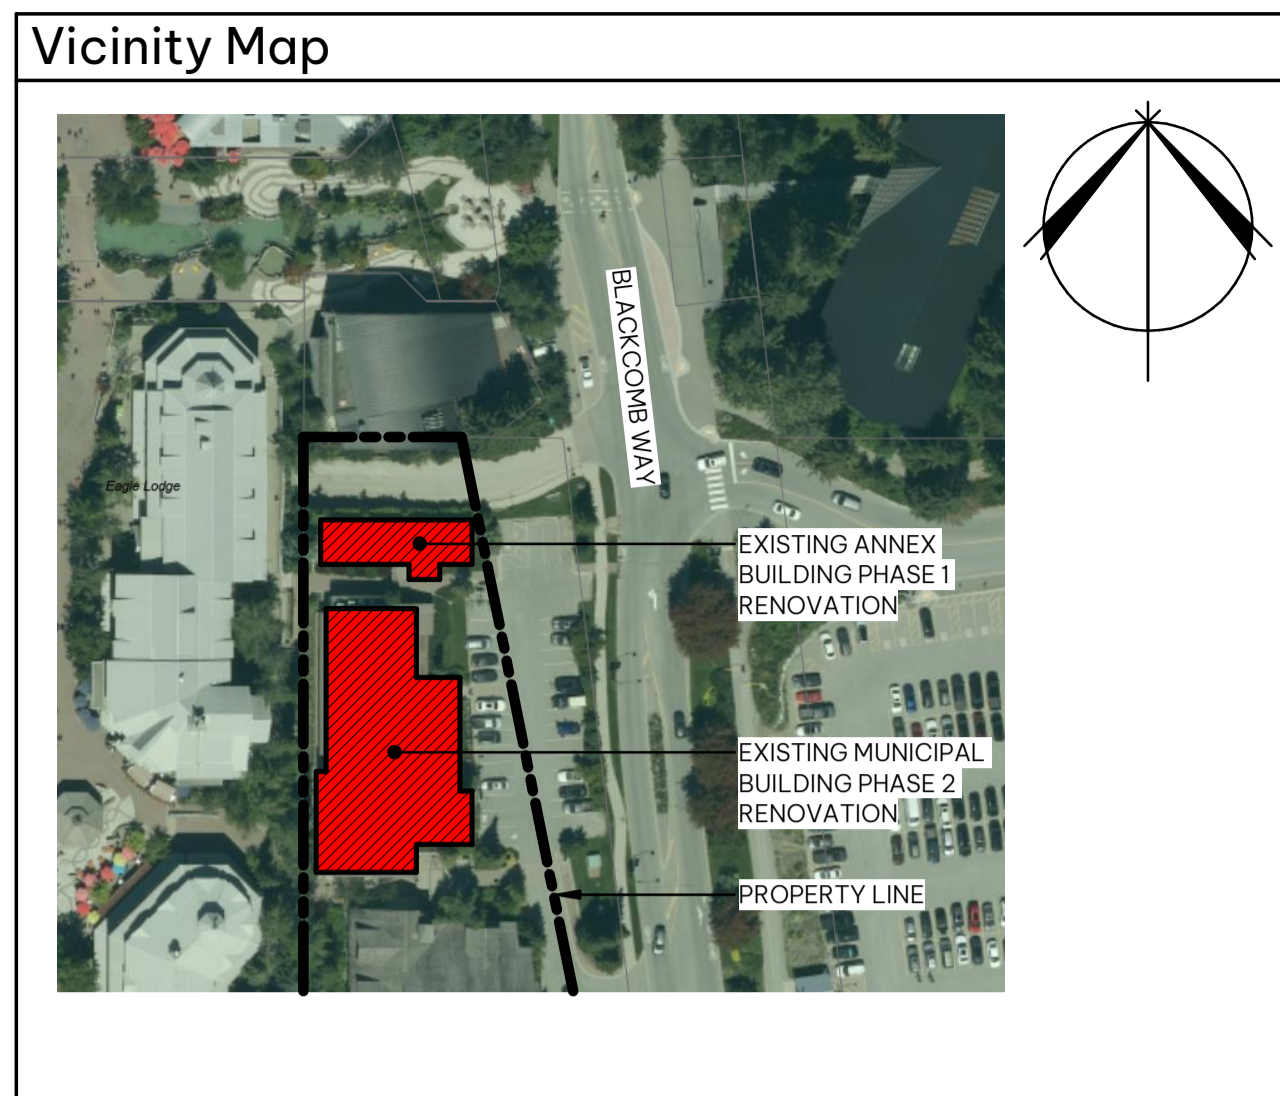 Vicinity Map
BLACKCOMB WAY
Eagle Lodge
EXISTING ANNEX
BUILDING PHASE 1
RENOVATION
EXISTING MUNICIPAL
BUILDING PHASE 2
RENOVATION
PROPERTY LINE